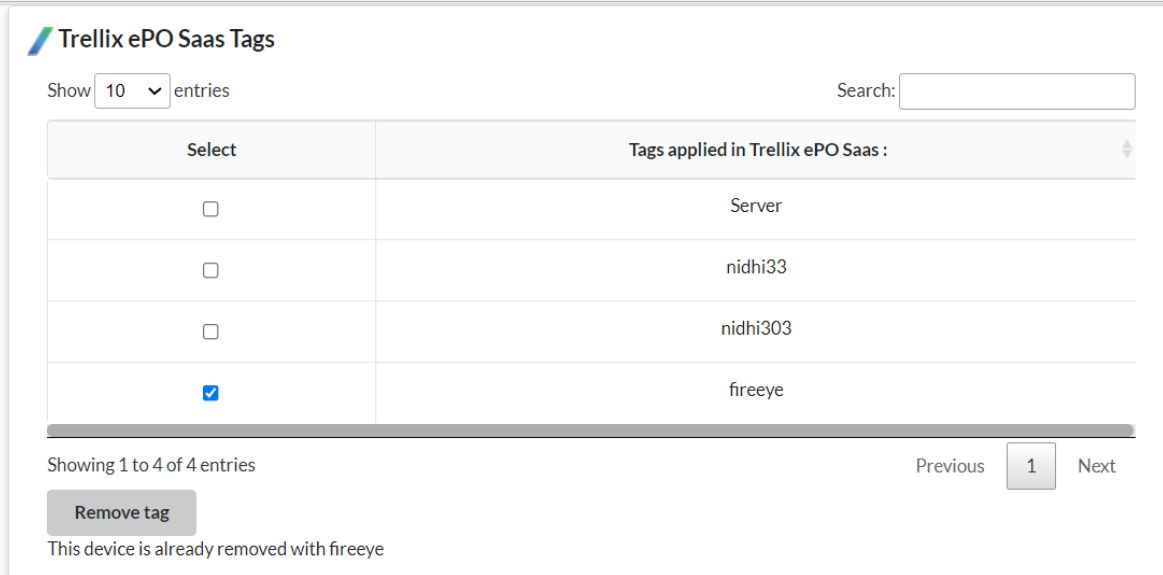 Trellix ePO Saas Tags
Show 10 entries Search:
Select Tags applied in Trellix ePO Saas :
Server
nidhi33
nidhi303
fireeye
Showing 1 to 4 of 4 entries Previous 1 Next
Remove tag
This device is already removed with fireeye